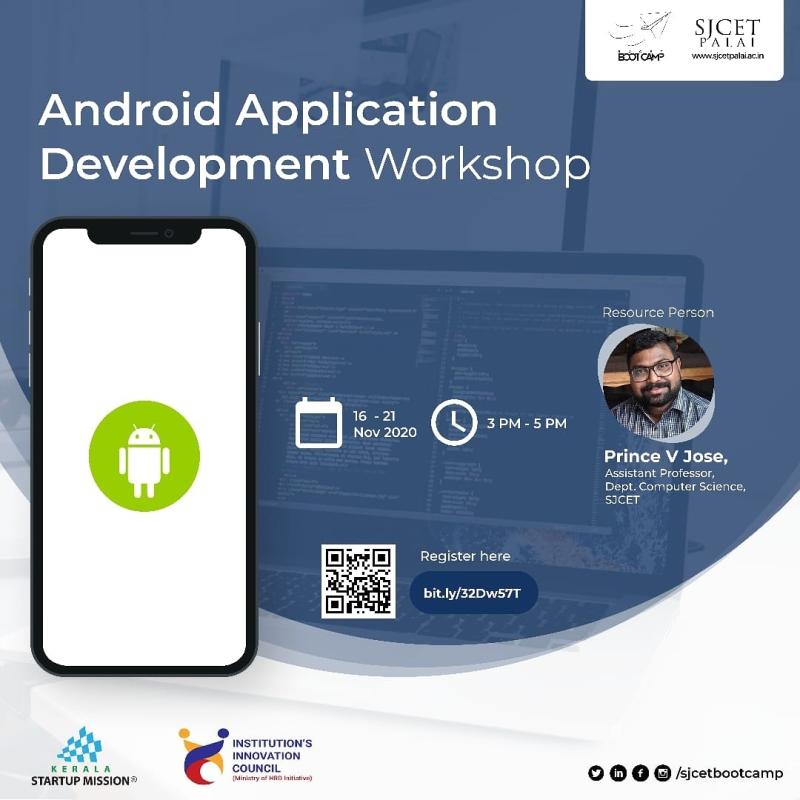 BOOTCAMP
SJCET
PALAI
www.sjcetpalai.ac.in
Android Application
Development Workshop
Resource Person
16 - 21
Nov 2020
3 PM - 5 PM
Prince V Jose,
Assistant Professor,
Dept. Computer Science,
SJCET
Register here
bit.ly/32Dw57T
KERALA
STARTUP MISSION®
INSTITUTION'S
INNOVATION
COUNCIL
(Ministry of HRD Initiative)
/sjcetbootcamp